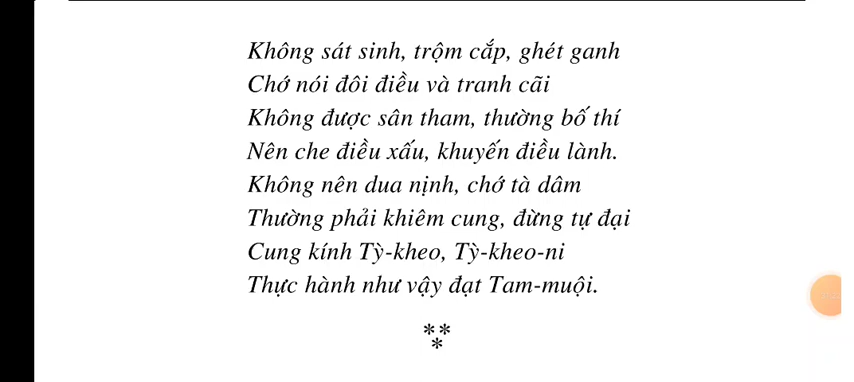 Không sát sinh, trộm cắp, ghét ganh
Chớ nói đôi điều và tranh cãi
Không được sân tham, thường bố thí
Nên che điều xấu, khuyến điều lành.
Không nên dua nịnh, chớ tà dâm
Thường phải khiêm cung, đừng tự đại
Cung kính Tỳ-kheo, Tỳ-kheo-ni
Thực hành như vậy đạt Tam-muội.
**
*